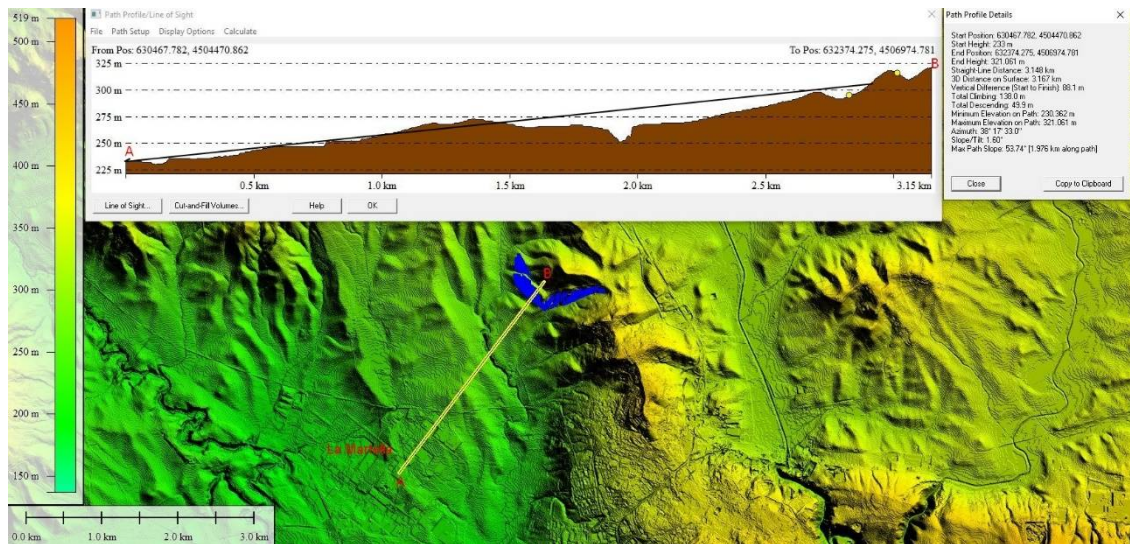 519 m
500 m
450 m
400 m
350 m
300 m
250 m
200 m
150 m
0.0 km 1.0 km 2.0 km 3.0 km
Path Profile/Line of Sight
File Path Setup Display Options Calculate
From Pos: 630467.782, 4504470.862 To Pos: 632374.275, 4506974.781
325 m
300 m
275 m
250 m
225 m
A
B
0.5 km 1.0 km 1.5 km 2.0 km 2.5 km 3.15 km
Line of Sight... Cut-and-Fill Volumes... Help OK
Path Profile Details
Start Position: 630467.782, 4504470.862
Start Height: 233 m
End Position: 632374.275, 4506974.781
End Height: 321.061 m
Straight-Line Distance: 3.148 km
3D Distance on Surface: 3.167 km
Vertical Difference (Start to Finish): 88.1 m
Total Climbing: 138.0 m
Total Descending: 49.9 m
Minimum Elevation on Path: 230.362 m
Maximum Elevation on Path: 321.061 m
Azimuth: 38° 17' 33.0"
Slope/Tilt: 1.60°
Max Path Slope: 53.74° [1.976 km along path]
Close Copy to Clipboard
B
La Martella
A